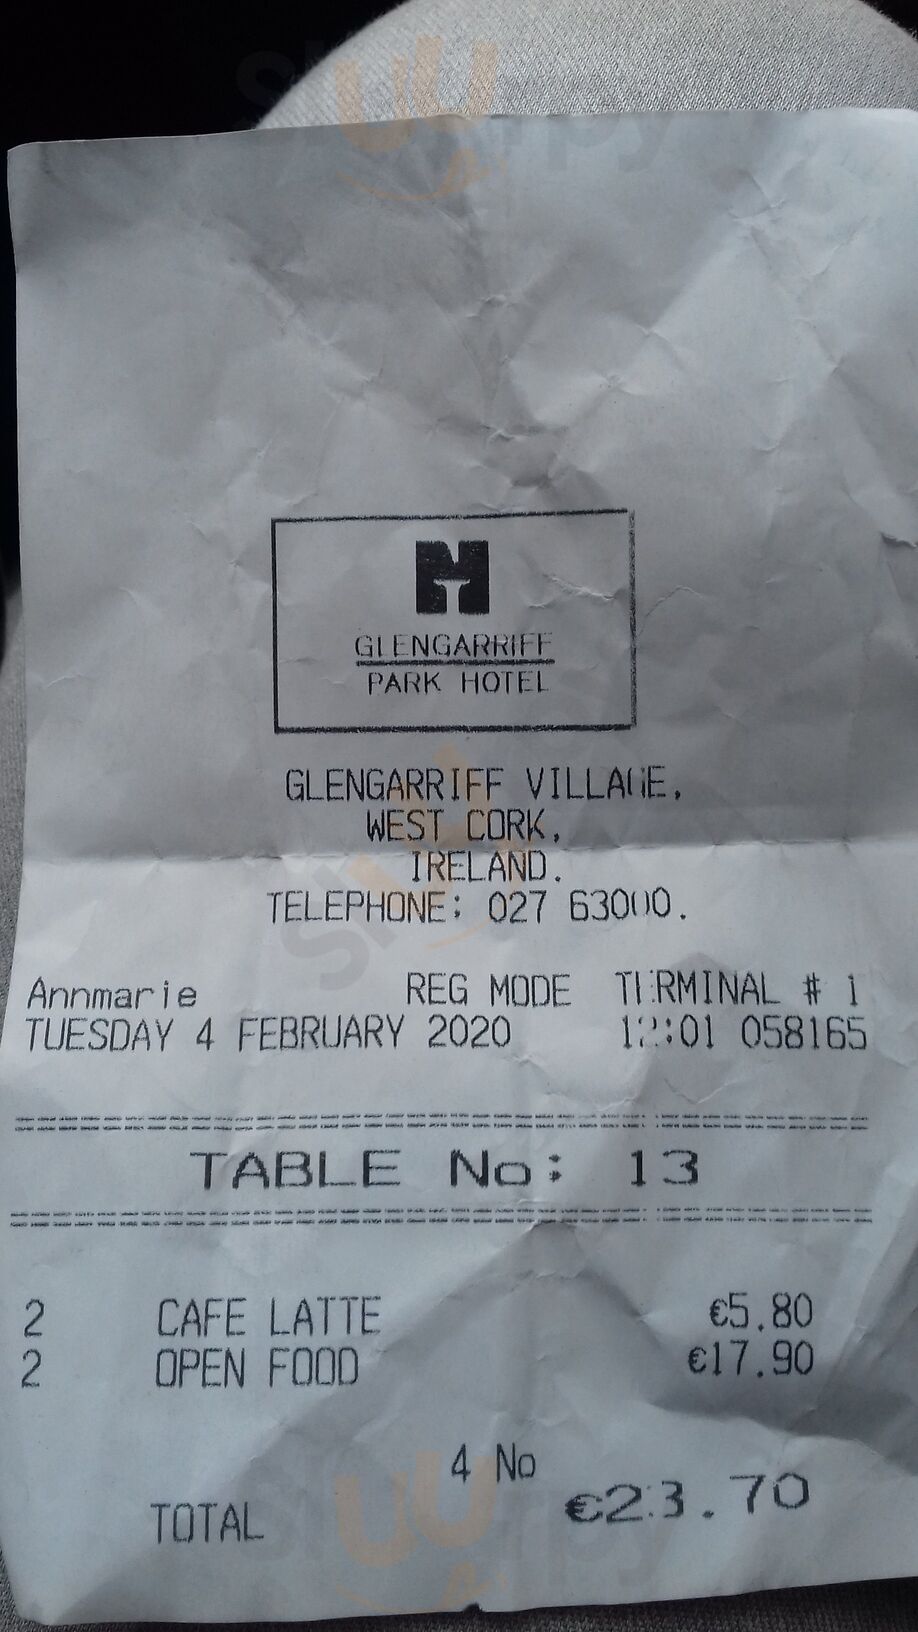 GLENGARRIFF
PARK HOTEL
GLENGARRIFF VILLAGE,
WEST CORK,
IRELAND.
TELEPHONE: 027 63000.
Annmarie REG MODE TERMINAL # 1
TUESDAY 4 FEBRUARY 2020 12:01 058165
TABLE No: 13
2 CAFE LATTE €5.80
2 OPEN FOOD €17.90
4 No
TOTAL €23.70